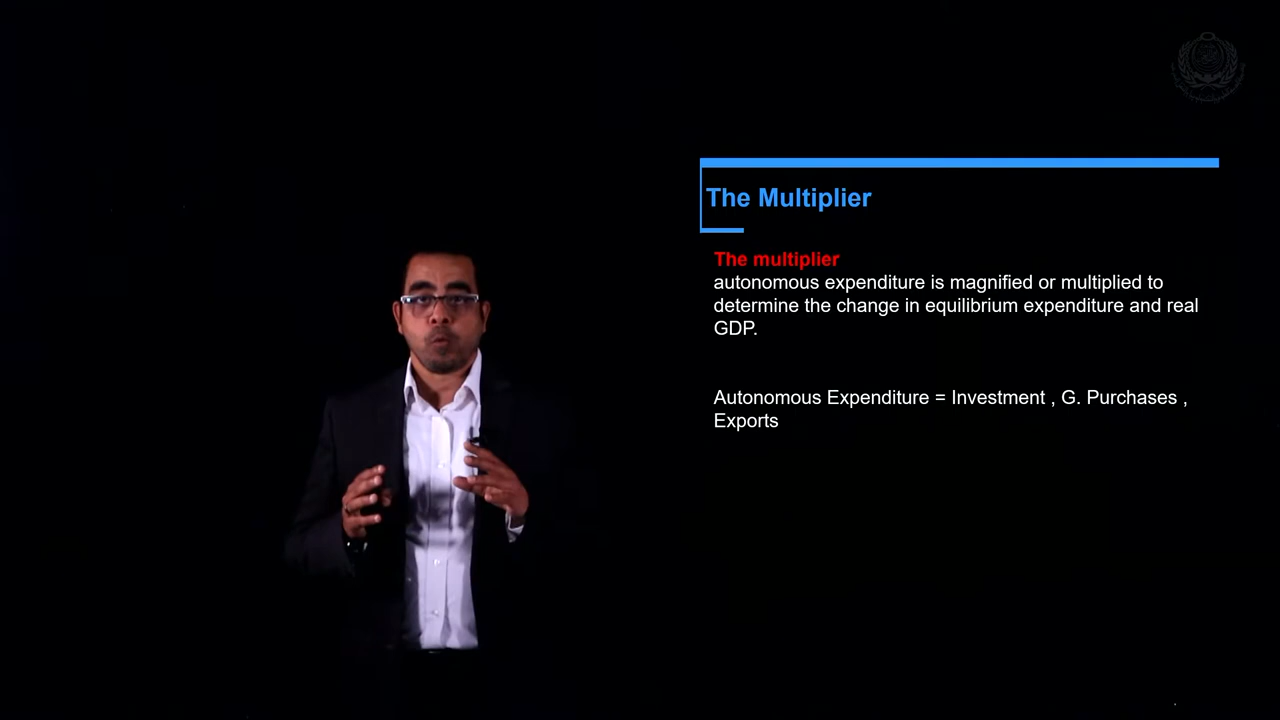 The Multiplier
The multiplier
autonomous expenditure is magnified or multiplied to
determine the change in equilibrium expenditure and real
GDP.
Autonomous Expenditure = Investment , G. Purchases ,
Exports